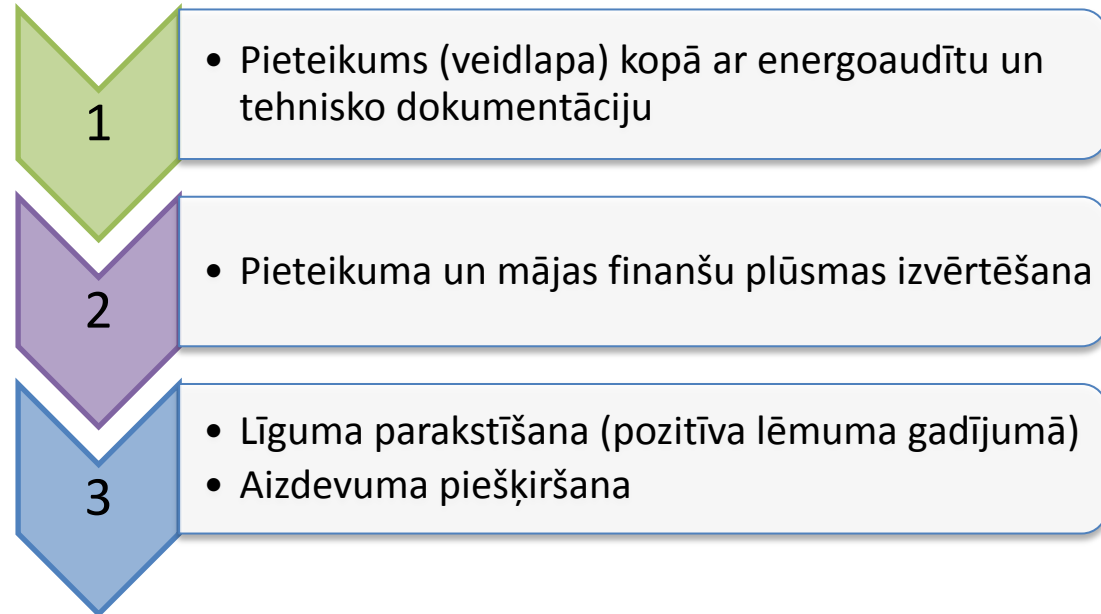 1
• Pieteikums (veidlapa) kopā ar energoaudītu un
tehnisko dokumentāciju
2
• Pieteikuma un mājas finanšu plūsmas izvērtēšana
3
• Līguma parakstīšana (pozitīva lēmuma gadījumā)
• Aizdevuma piešķiršana